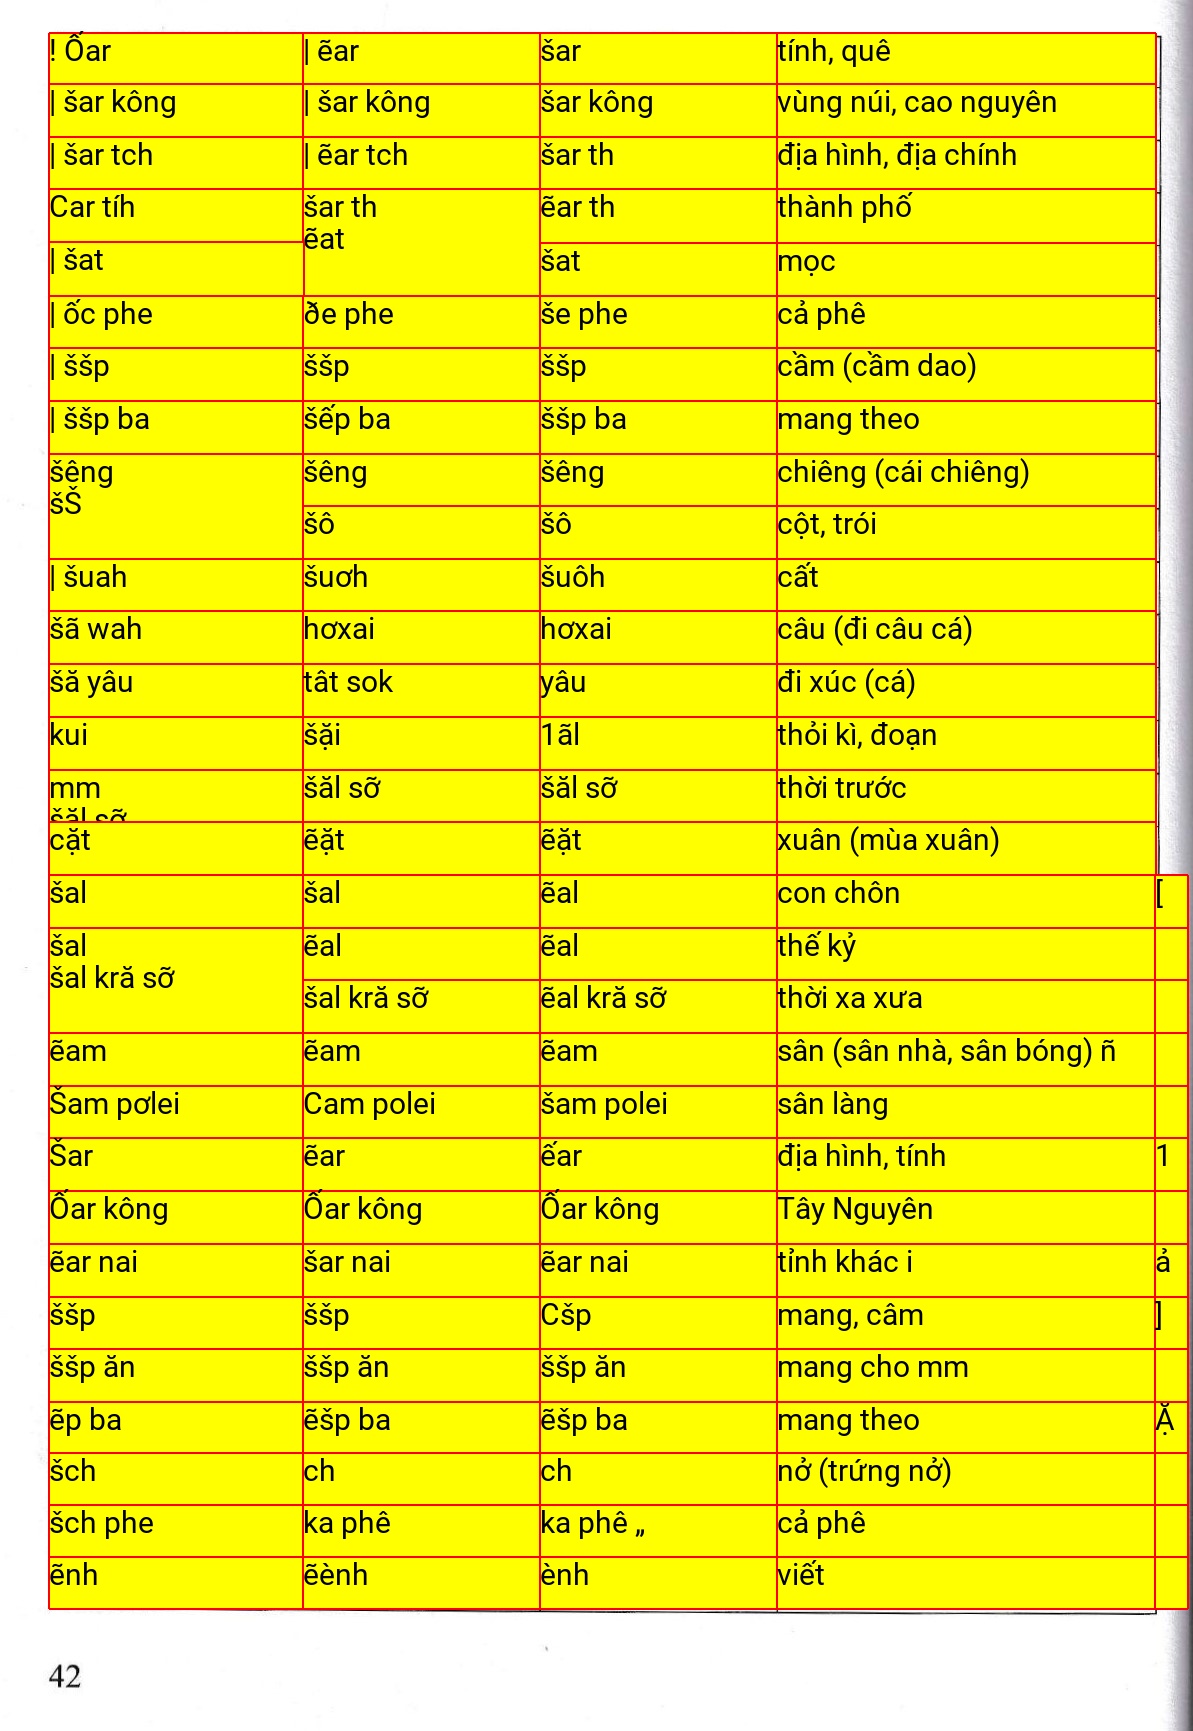 ! Ốar | ẽar šar tính, quê
| šar kông | šar kông šar kông vùng núi, cao nguyên
| šar tch | ẽar tch šar th địa hình, địa chính
Car tíh šar th ẽar th thành phố
| šat ẽat šat mọc
| ốc phe ðe phe še phe cả phê
| ššp ššp ššp cầm (cầm dao)
| ššp ba šếp ba ššp ba mang theo
šêng šêng šêng chiêng (cái chiêng)
šŠ šô šô cột, trói
| šuah šuơh šuôh cất
šã wah hơxai hơxai câu (đi câu cá)
šă yâu tât sok yâu đi xúc (cá)
kui šặi 1ãl thỏi kì, đoạn
mm šăl sỡ šăl sỡ thời trước
šăl sỡ
cặt ẽặt ẽặt xuân (mùa xuân)
šal šal ẽal con chôn [
šal ẽal ẽal thế kỷ
šal kră sỡ šal kră sỡ ẽal kră sỡ thời xa xưa
ẽam ẽam ẽam sân (sân nhà, sân bóng) ñ
Šam pơlei Cam polei šam polei sân làng
Šar ẽar ếar địa hình, tính 1
Ốar kông Ốar kông Ốar kông Tây Nguyên
ẽar nai šar nai ẽar nai tỉnh khác i ả
ššp ššp Cšp mang, câm ]
ššp ăn ššp ăn ššp ăn mang cho mm
ẽp ba ẽšp ba ẽšp ba mang theo Ặ
šch ch ch nở (trứng nở)
šch phe ka phê ka phê „ cả phê
ẽnh ẽènh ènh viết
42